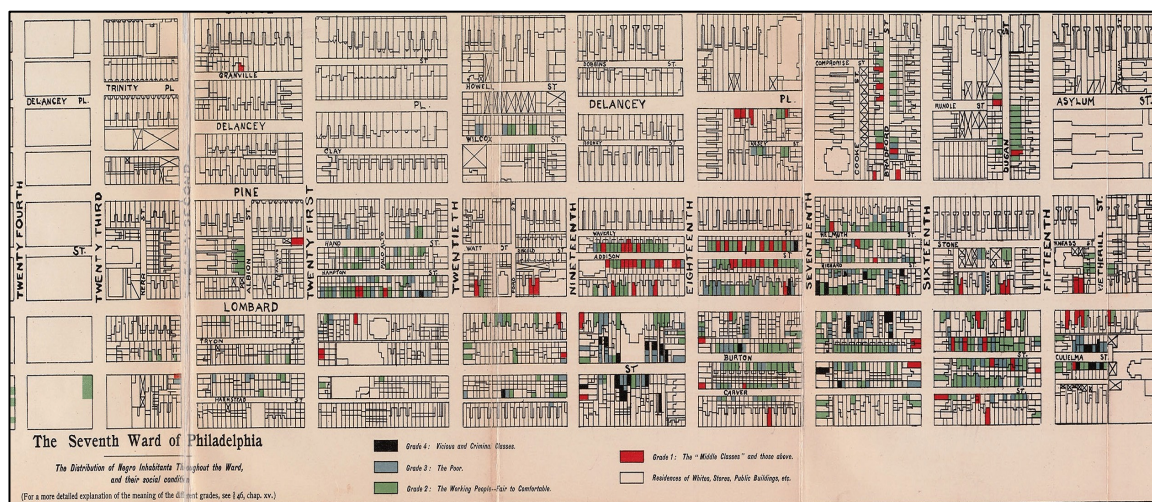 GRANVILLE
ST
TRINITY PL
HOWELL ST
DOBBINS ST.
COMPROMISE ST
ST
ST
DELANCEY PL.
PL.
DELANCEY
PL.
RUNDLE ST
ASYLUM ST.
DELANCEY
WILCOX ST.
CLAY
COOKE
BRADFORD
DUGAN
PINE
TWENTY FOURTH
TWENTY THIRD
SECOND
TWENTY FIRST
TWENTIETH
NINETEENTH
EIGHTEENTH
SEVENTEENTH
SIXTEENTH
FIFTEENTH
ST.
ST
WAVERLY ST
HAND ST.
WATT ST
ADDISON
STONE
ST.
ALBION
HAMPTON ST.
LOMBARD
TRYON ST.
BURTON
ST
ST.
CARVER ST.
The Seventh Ward of Philadelphia
The Distribution of Negro Inhabitants Throughout the Ward,
and their social condition
(For a more detailed explanation of the meaning of the different grades, see § 46, chap. xv.)
Grade 4: Vicious and Criminal Classes.
Grade 3: The Poor.
Grade 2: The Working People—Fair to Comfortable.
Grade 1: The "Middle Classes" and those above.
Residences of Whites, Stores, Public Buildings, etc.